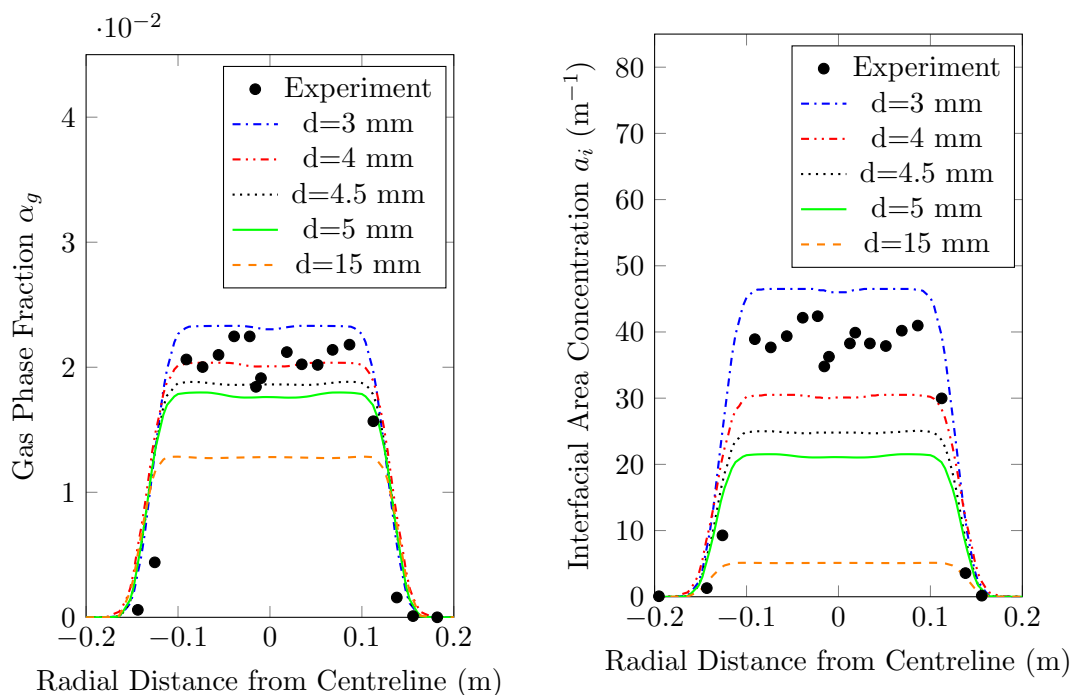 ·10⁻²
Gas Phase Fraction α_g
4
3
2
1
0
−0.2
−0.1
0
0.1
0.2
Radial Distance from Centreline (m)
Experiment
d=3 mm
d=4 mm
d=4.5 mm
d=5 mm
d=15 mm
Interfacial Area Concentration a_i (m⁻¹)
80
70
60
50
40
30
20
10
0
−0.2
−0.1
0
0.1
0.2
Radial Distance from Centreline (m)
Experiment
d=3 mm
d=4 mm
d=4.5 mm
d=5 mm
d=15 mm